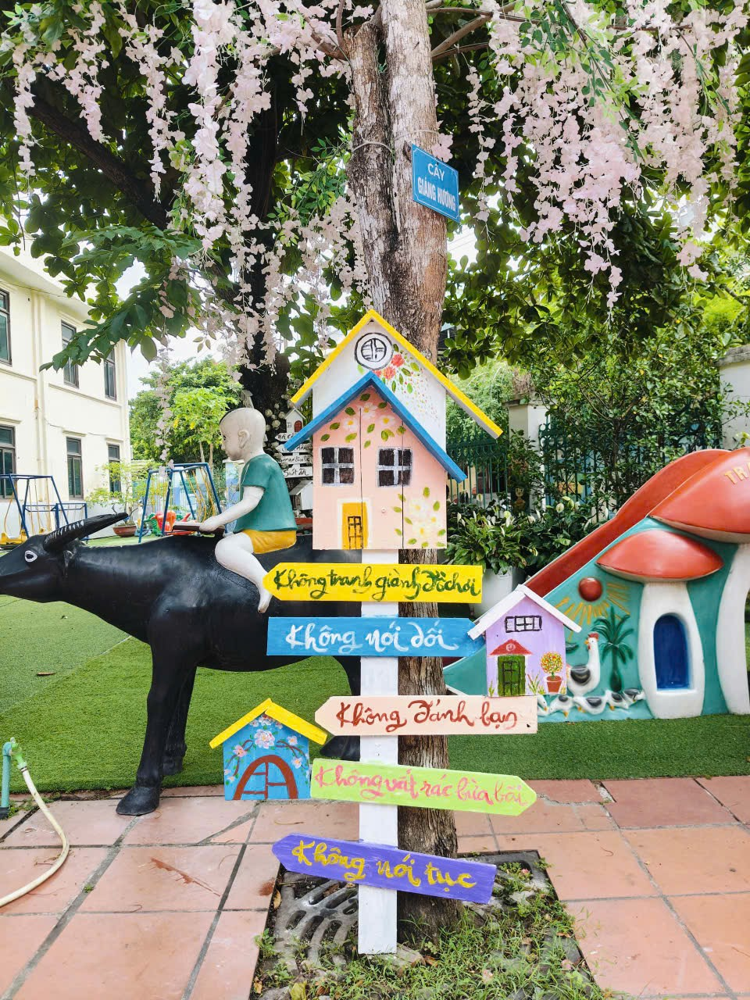 CÂY
GIÁNG HƯƠNG
Không tranh giành đồ chơi
Không nói dối
Không đánh bạn
Không vứt rác bừa bãi
Không nói tục